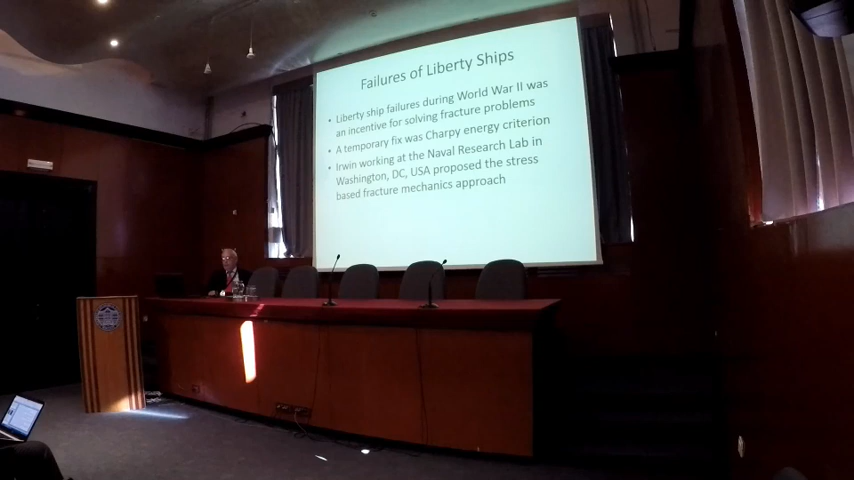 Failures of Liberty Ships
• Liberty ship failures during World War II was
an incentive for solving fracture problems
• A temporary fix was Charpy energy criterion
• Irwin working at the Naval Research Lab in
Washington, DC, USA proposed the stress
based fracture mechanics approach